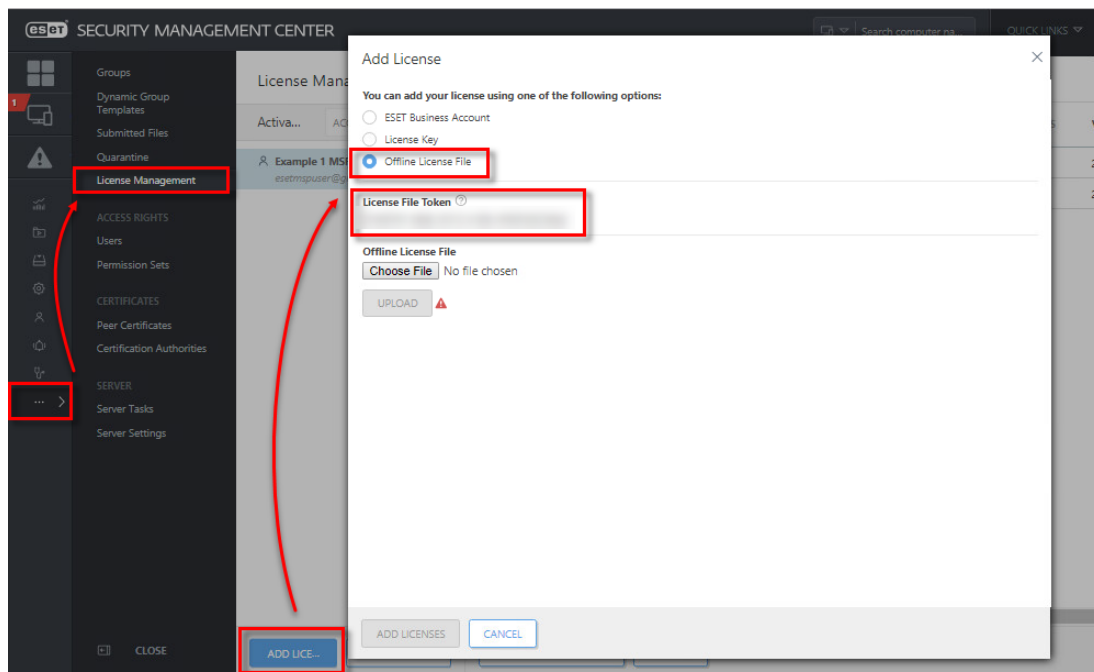 eset SECURITY MANAGEMENT CENTER
Search computer na...
QUICK LINKS
1
Groups
Dynamic Group
Templates
Submitted Files
Quarantine
License Management
ACCESS RIGHTS
Users
Permission Sets
CERTIFICATES
Peer Certificates
Certification Authorities
SERVER
Server Tasks
Server Settings
...
CLOSE
License Mana
Activa...
AC
Example 1 MS
esetmspuser@g
ADD LICE...
Add License
You can add your license using one of the following options:
ESET Business Account
License Key
Offline License File
License File Token
Offline License File
Choose File No file chosen
UPLOAD
ADD LICENSES
CANCEL
S
2
2